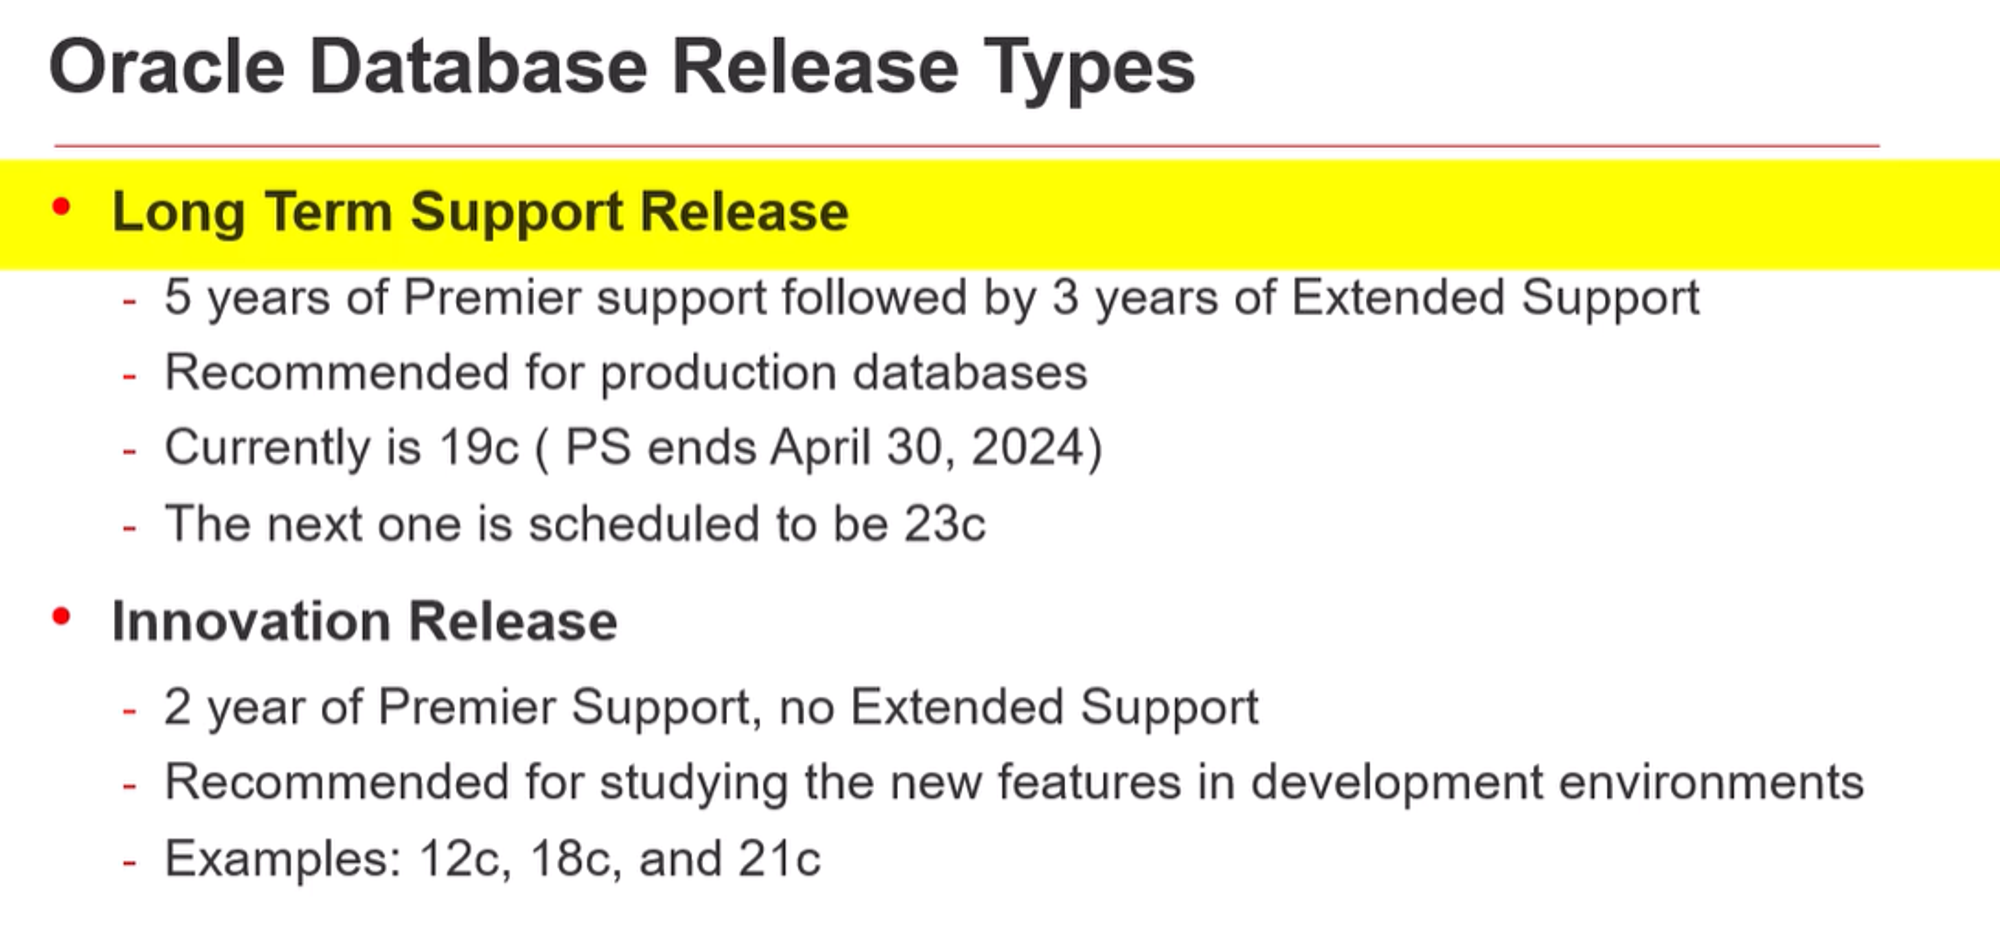 Oracle Database Release Types
• Long Term Support Release
- 5 years of Premier support followed by 3 years of Extended Support
- Recommended for production databases
- Currently is 19c ( PS ends April 30, 2024)
- The next one is scheduled to be 23c
• Innovation Release
- 2 year of Premier Support, no Extended Support
- Recommended for studying the new features in development environments
- Examples: 12c, 18c, and 21c